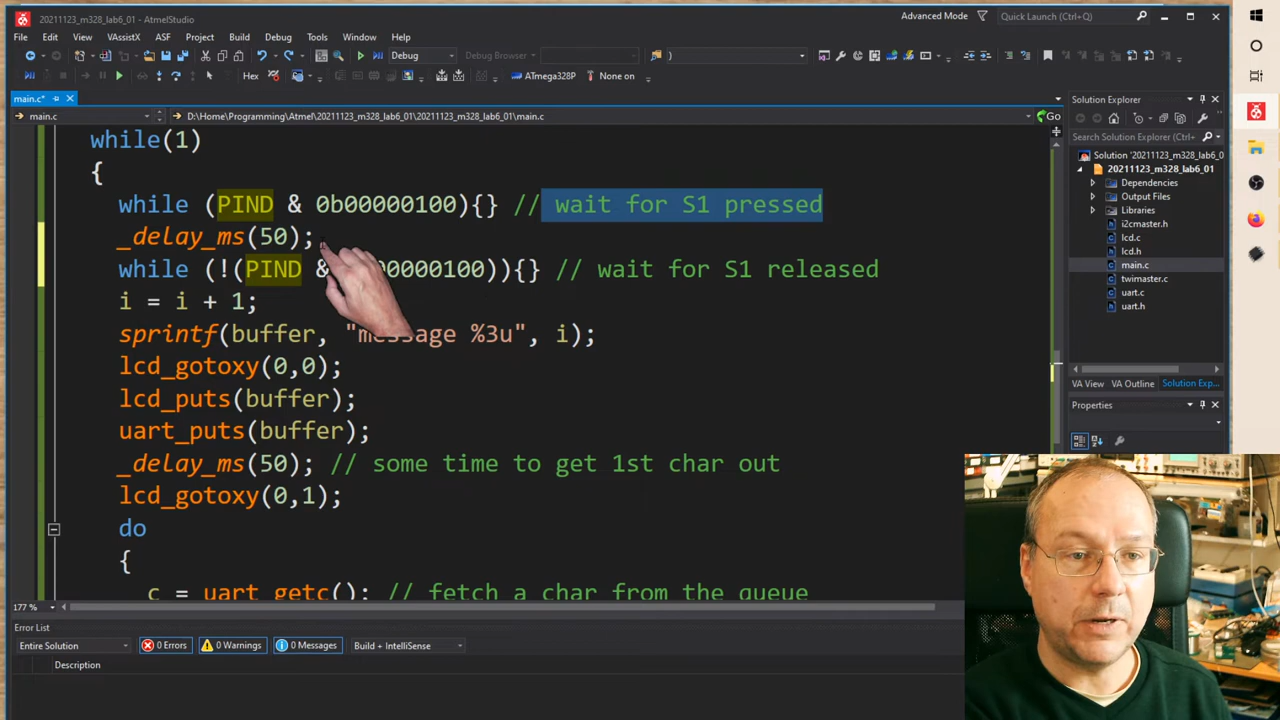 20211123_m328_lab6_01 - AtmelStudio
Advanced Mode
Quick Launch (Ctrl+Q)
File Edit View VAssistX ASF Project Build Debug Tools Window Help
Debug
Debug Browser
)
Hex
ATmega328P
None on
main.c*
main.c
D:\Home\Programming\Atmel\20211123_m328_lab6_01\20211123_m328_lab6_01\main.c
Go
while(1)
{
while (PIND & 0b00000100){} // wait for S1 pressed
_delay_ms(50);
while (!(PIND & 00000100)){} // wait for S1 released
i = i + 1;
sprintf(buffer, "message %3u", i);
lcd_gotoxy(0,0);
lcd_puts(buffer);
uart_puts(buffer);
_delay_ms(50); // some time to get 1st char out
lcd_gotoxy(0,1);
do
{
c = uart_getc(); // fetch a char from the queue
177 %
Error List
Entire Solution
0 Errors
0 Warnings
0 Messages
Build + IntelliSense
Description
Solution Explorer
Search Solution Explorer (Ctrl+
Solution '20211123_m328_lab6_0
20211123_m328_lab6_01
Dependencies
Output Files
Libraries
i2cmaster.h
lcd.c
lcd.h
main.c
twimaster.c
uart.c
uart.h
VA View VA Outline Solution Exp...
Properties